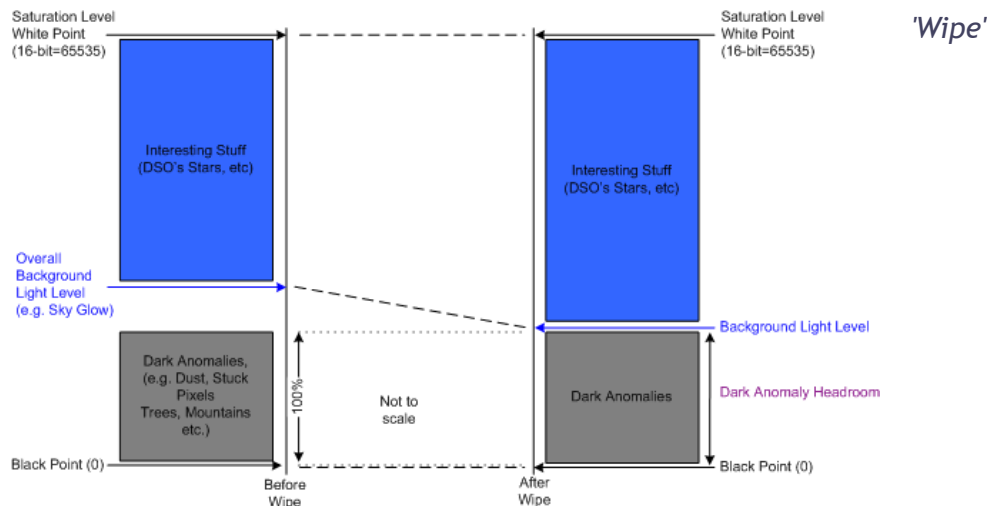 Saturation Level
White Point
(16-bit=65535)
Saturation Level
White Point
(16-bit=65535)
'Wipe'
Interesting Stuff
(DSO's Stars, etc)
Interesting Stuff
(DSO's Stars, etc)
Overall
Background
Light Level
(e.g. Sky Glow)
Background Light Level
Dark Anomalies,
(e.g. Dust, Stuck
Pixels
Trees, Mountains
etc.)
100%
Not to
scale
Dark Anomalies
Dark Anomaly Headroom
Black Point (0)
Black Point (0)
Before
Wipe
After
Wipe